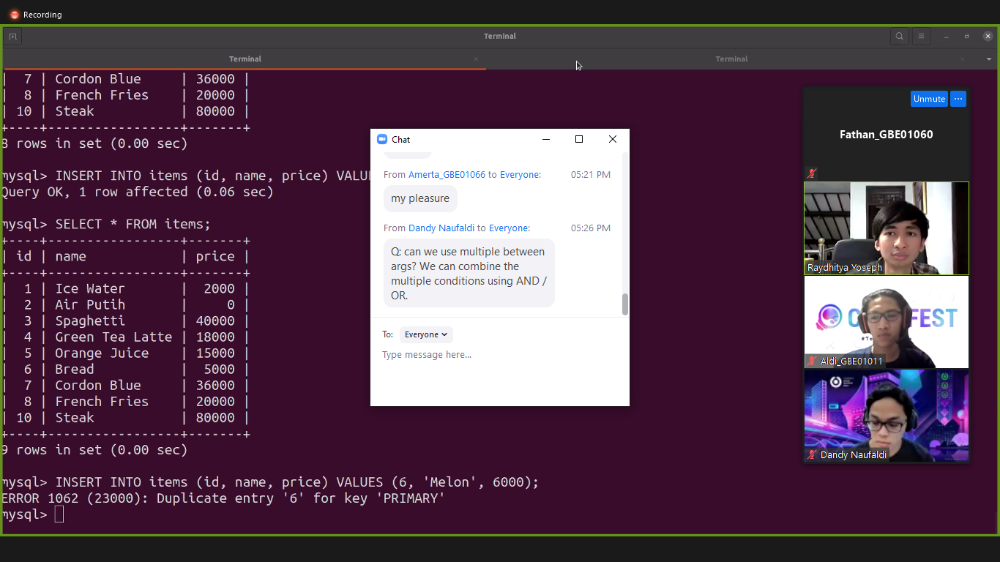 Recording
Terminal
Terminal
Terminal
| 7 | Cordon Blue | 36000 |
| 8 | French Fries | 20000 |
| 10 | Steak | 80000 |
+----+-----------------+-------+
8 rows in set (0.00 sec)
mysql> INSERT INTO items (id, name, price)
Query OK, 1 row affected (0.06 sec)
mysql> SELECT * FROM items;
+----+-----------------+-------+
| id | name | price |
+----+-----------------+-------+
| 1 | Ice Water | 2000 |
| 2 | Air Putih | 0 |
| 3 | Spaghetti | 40000 |
| 4 | Green Tea Latte | 18000 |
| 5 | Orange Juice | 15000 |
| 6 | Bread | 5000 |
| 7 | Cordon Blue | 36000 |
| 8 | French Fries | 20000 |
| 10 | Steak | 80000 |
+----+-----------------+-------+
9 rows in set (0.00 sec)
mysql> INSERT INTO items (id, name, price) VALUES (6, 'Melon', 6000);
ERROR 1062 (23000): Duplicate entry '6' for key 'PRIMARY'
mysql>
Chat
From Amerta_GBE01066 to Everyone: 05:21 PM
my pleasure
From Dandy Naufaldi to Everyone: 05:26 PM
Q: can we use multiple between
args? We can combine the
multiple conditions using AND /
OR.
To: Everyone
Type message here...
Unmute ...
Fathan_GBE01060
Raydhitya Yoseph
Aldi_GBE01011
Dandy Naufaldi